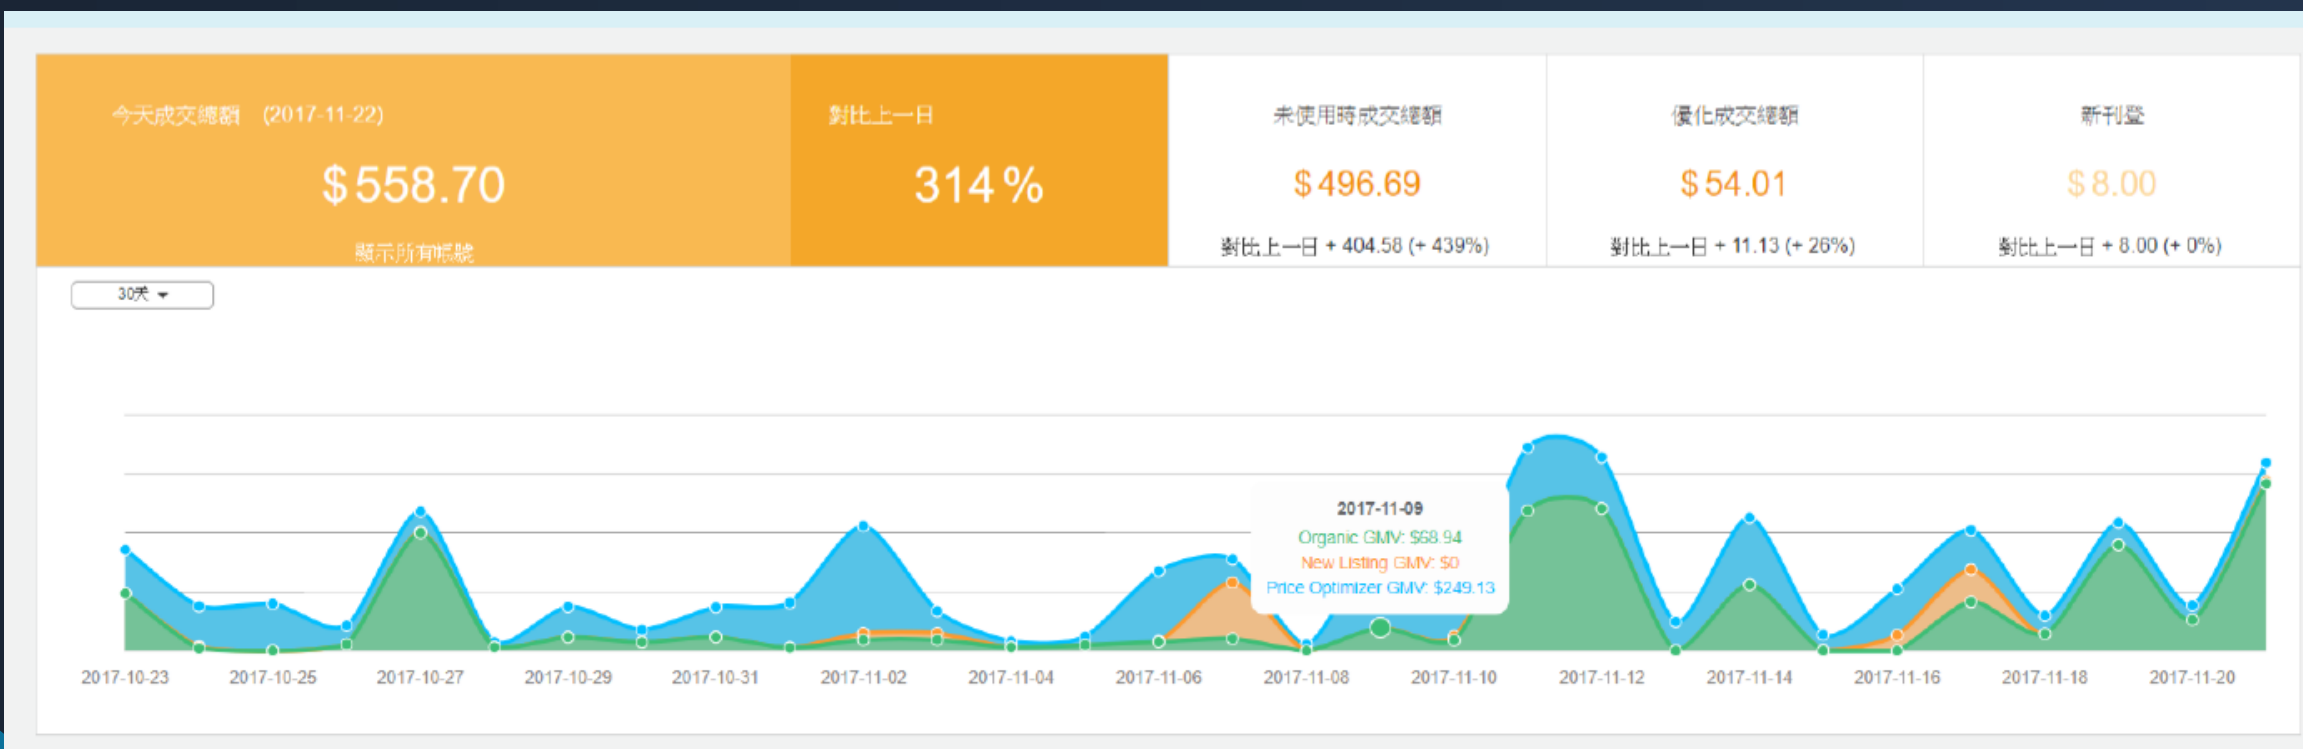 今天成交總額 (2017-11-22)
$558.70
顯示所有帳號
對比上一日
314%
未使用時成交總額
$496.69
對比上一日 + 404.58 (+ 439%)
優化成交總額
$54.01
對比上一日 + 11.13 (+ 26%)
新刊登
$8.00
對比上一日 + 8.00 (+ 0%)
30天
2017-11-09
Organic GMV: $68.94
New Listing GMV: $0
Price Optimizer GMV: $249.13
2017-10-23 2017-10-25 2017-10-27 2017-10-29 2017-10-31 2017-11-02 2017-11-04 2017-11-06 2017-11-08 2017-11-10 2017-11-12 2017-11-14 2017-11-16 2017-11-18 2017-11-20